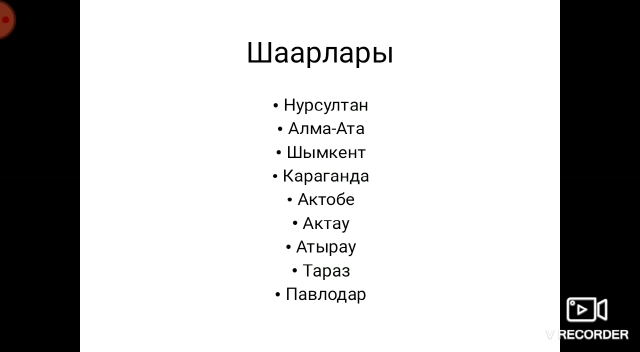 Шаарлары
• Нурсултан
• Алма-Ата
• Шымкент
• Караганда
• Актобе
• Актау
• Атырау
• Тараз
• Павлодар
V RECORDER